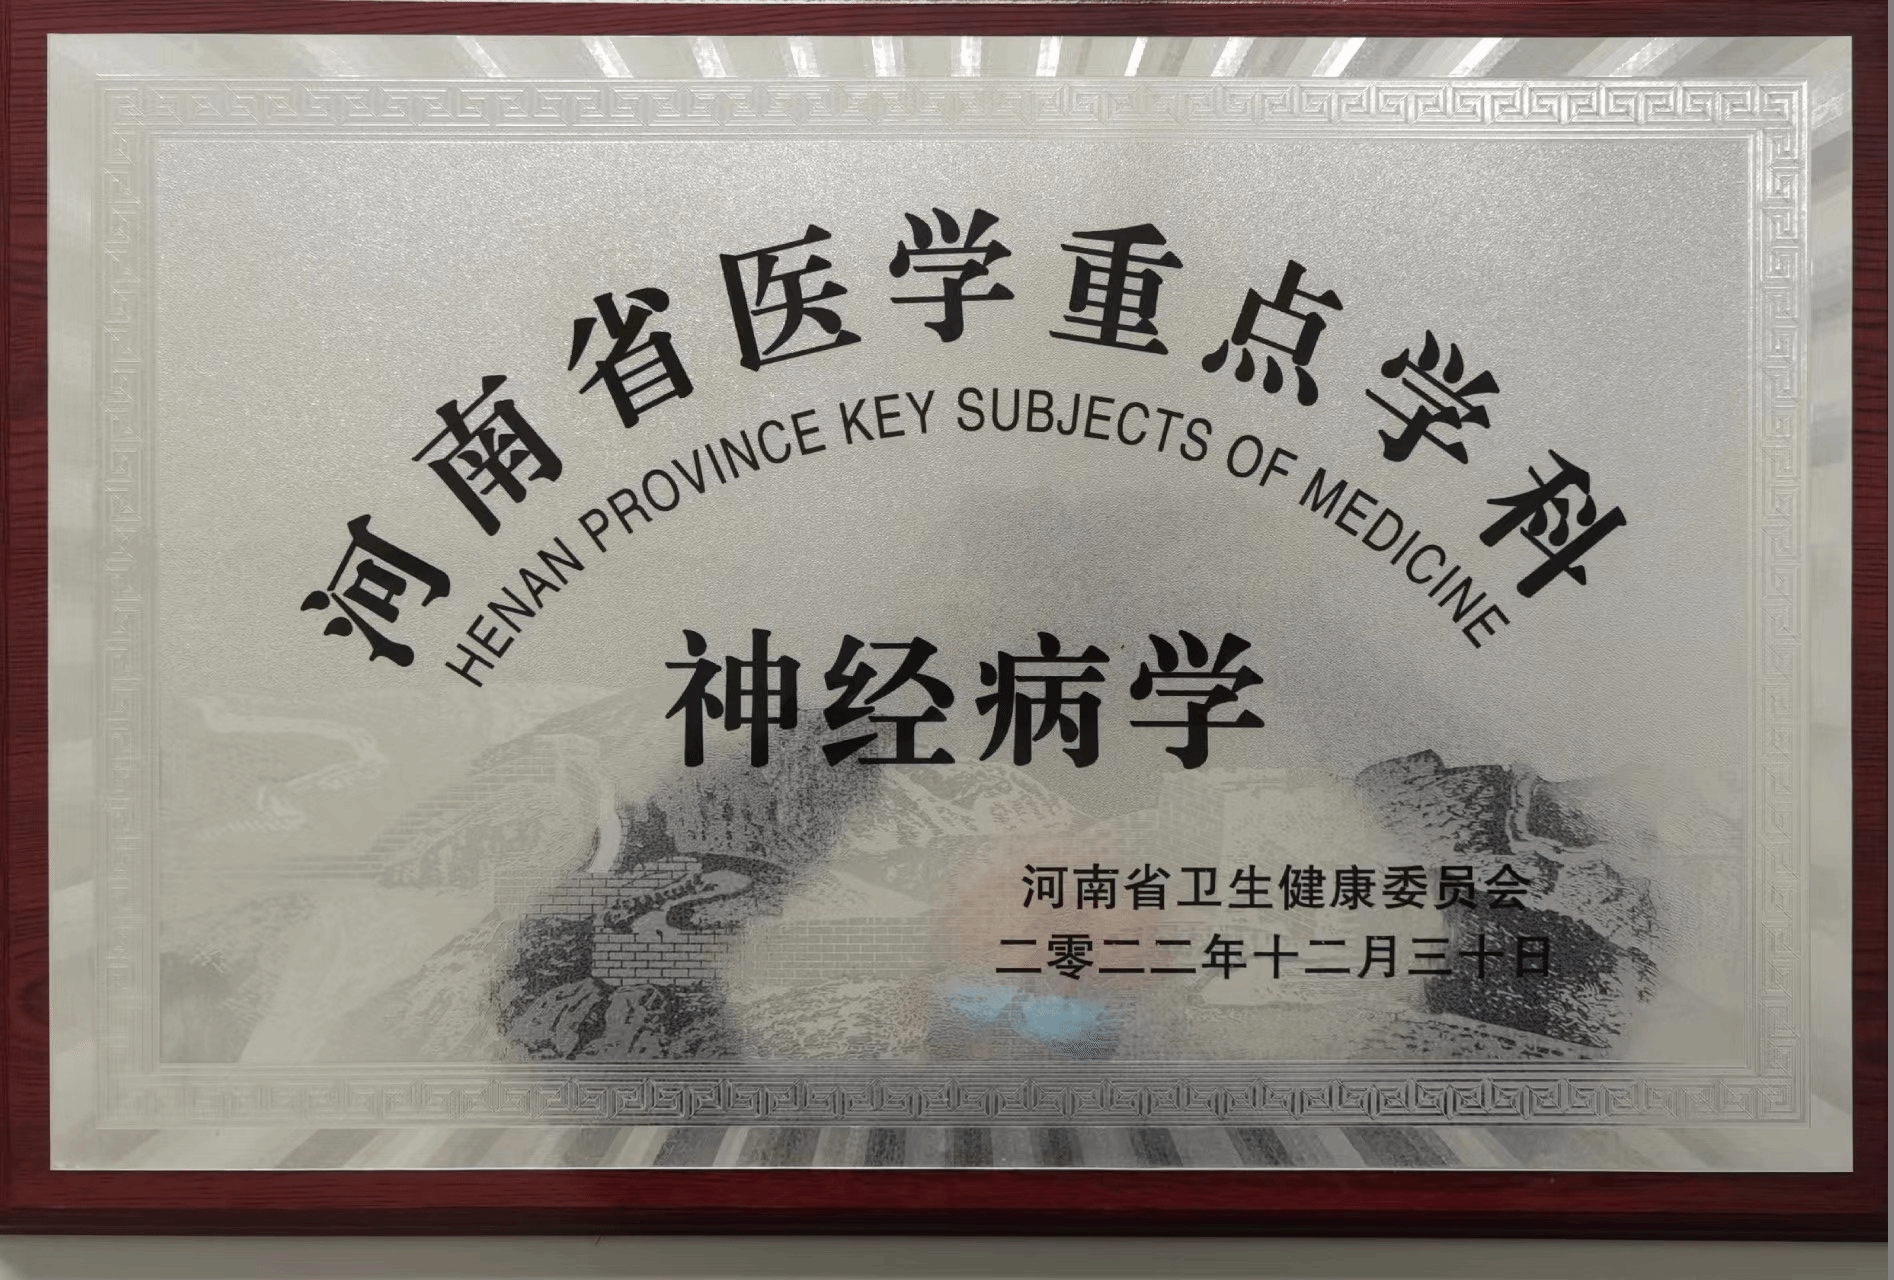 河南省医学重点学科
HENAN PROVINCE KEY SUBJECTS OF MEDICINE
神经病学
河南省卫生健康委员会
二零二二年十二月三十日